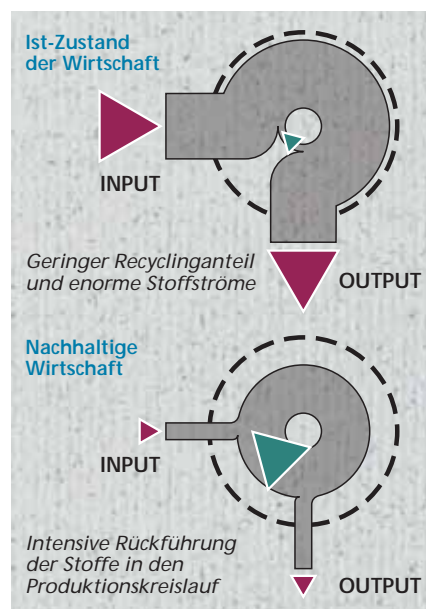 Ist-Zustand
der Wirtschaft
INPUT
Geringer Recyclinganteil
und enorme Stoffströme
OUTPUT
Nachhaltige
Wirtschaft
INPUT
Intensive Rückführung
der Stoffe in den
Produktionskreislauf
OUTPUT